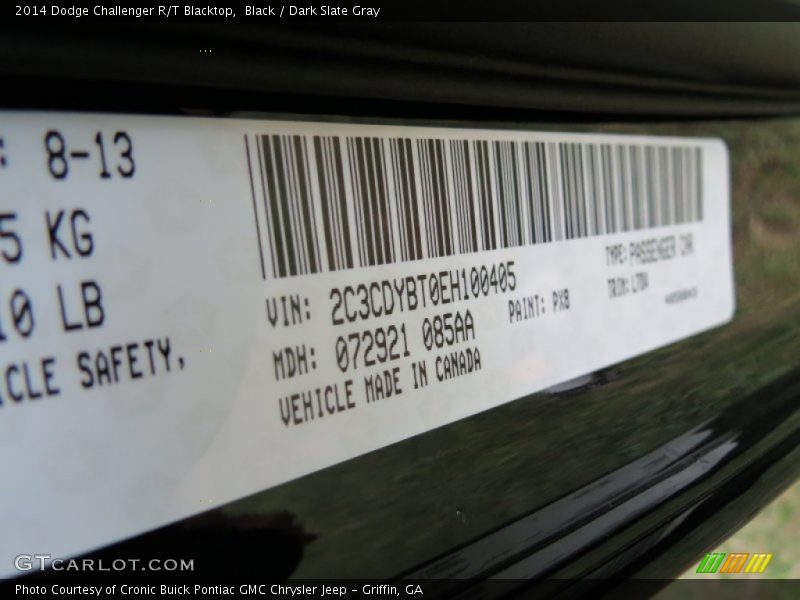 2014 Dodge Challenger R/T Blacktop,  Black / Dark Slate Gray
: 8-13
5 KG
10 LB
ICLE SAFETY,
VIN: 2C3CDYBT0EH100405
TYPE: PASSENGER CAR
MDH: 072921 085AA
PAINT: PXB
TRIM:
VEHICLE MADE IN CANADA
GTCARLOT.COM
Photo Courtesy of Cronic Buick Pontiac GMC Chrysler Jeep - Griffin, GA